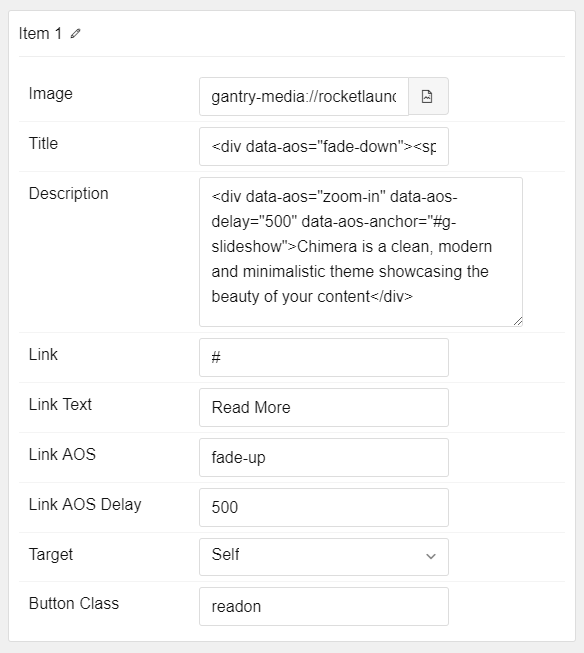 Item 1
Image
gantry-media://rocketlaunc
Title
<div data-aos="fade-down"><sp
Description
<div data-aos="zoom-in" data-aos-
delay="500" data-aos-anchor="#g-
slideshow">Chimera is a clean, modern
and minimalistic theme showcasing the
beauty of your content</div>
Link
#
Link Text
Read More
Link AOS
fade-up
Link AOS Delay
500
Target
Self
Button Class
readon